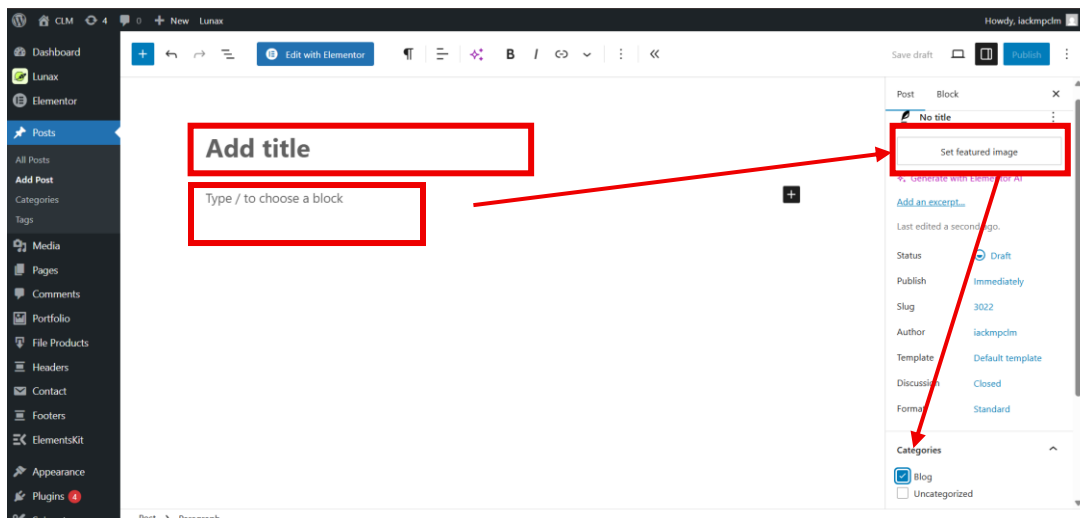 CLM 4 0 + New Lunax Howdy, iackmpclm
Dashboard
Lunax
Elementor
Posts
All Posts
Add Post
Categories
Tags
Media
Pages
Comments
Portfolio
File Products
Headers
Contact
Footers
ElementsKit
Appearance
Plugins 4
+ Edit with Elementor ¶ B I Save draft Publish
Add title
Type / to choose a block
+
Post Block ×
No title
Set featured image
Generate with Elementor AI
Add an excerpt...
Last edited a second ago.
Status Draft
Publish Immediately
Slug 3022
Author iackmpclm
Template Default template
Discussion Closed
Format Standard
Categories
Blog
Uncategorized
Post > Paragraph